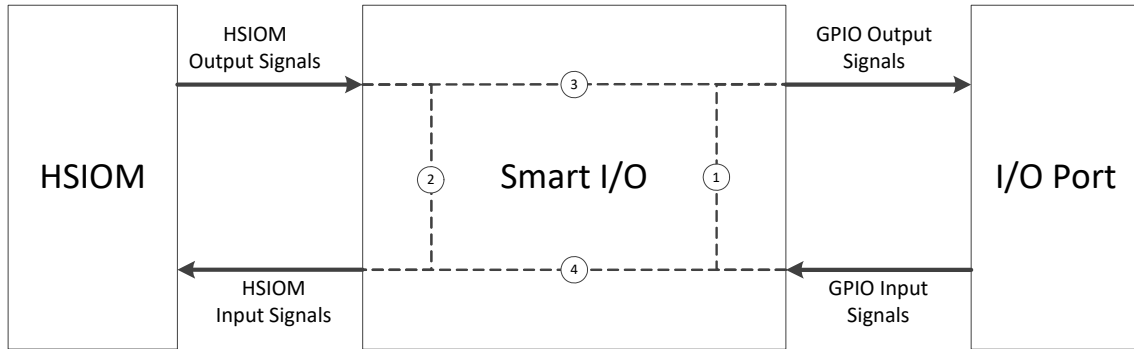 HSIOM
Output Signals
GPIO Output
Signals
3
HSIOM
2
Smart I/O
1
I/O Port
4
HSIOM
Input Signals
GPIO Input
Signals